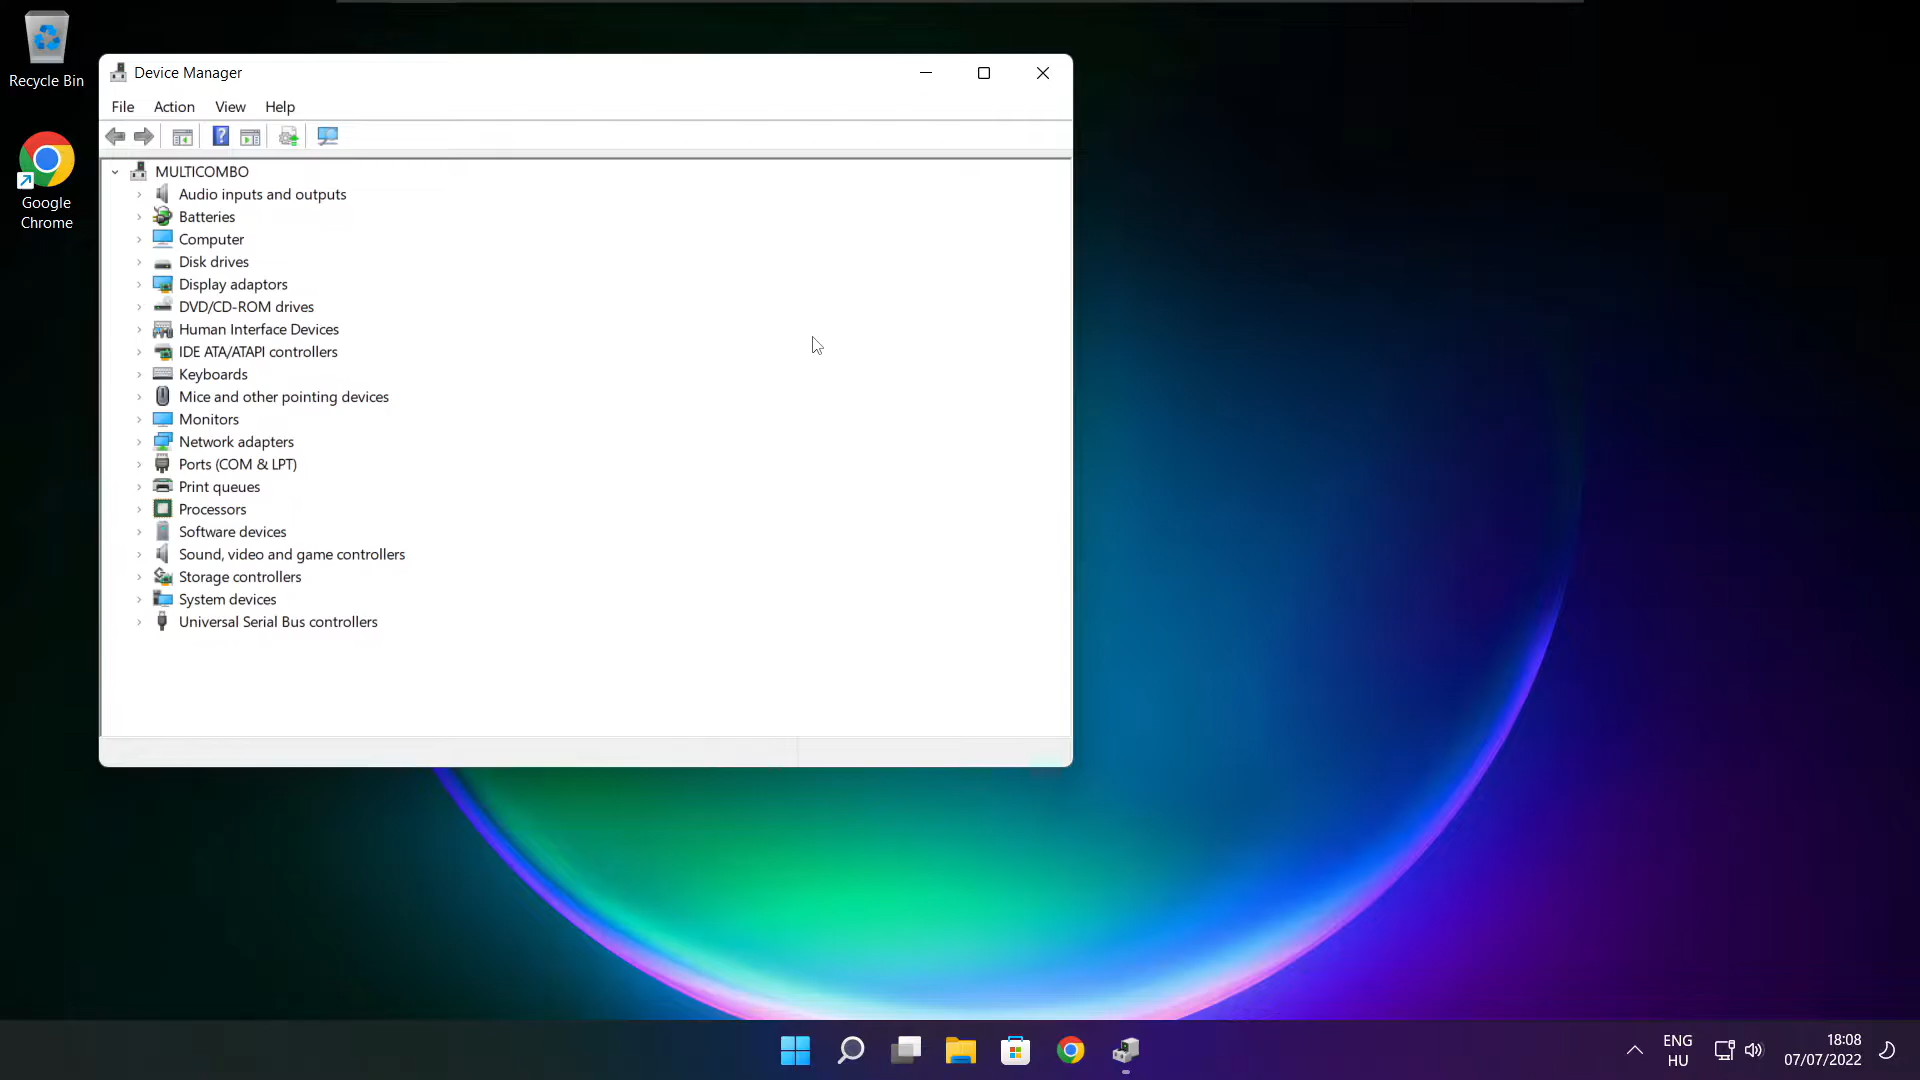 Recycle Bin
Google
Chrome
Device Manager
File Action View Help
MULTICOMBO
Audio inputs and outputs
Batteries
Computer
Disk drives
Display adaptors
DVD/CD-ROM drives
Human Interface Devices
IDE ATA/ATAPI controllers
Keyboards
Mice and other pointing devices
Monitors
Network adapters
Ports (COM & LPT)
Print queues
Processors
Software devices
Sound, video and game controllers
Storage controllers
System devices
Universal Serial Bus controllers
ENG
HU
18:08
07/07/2022